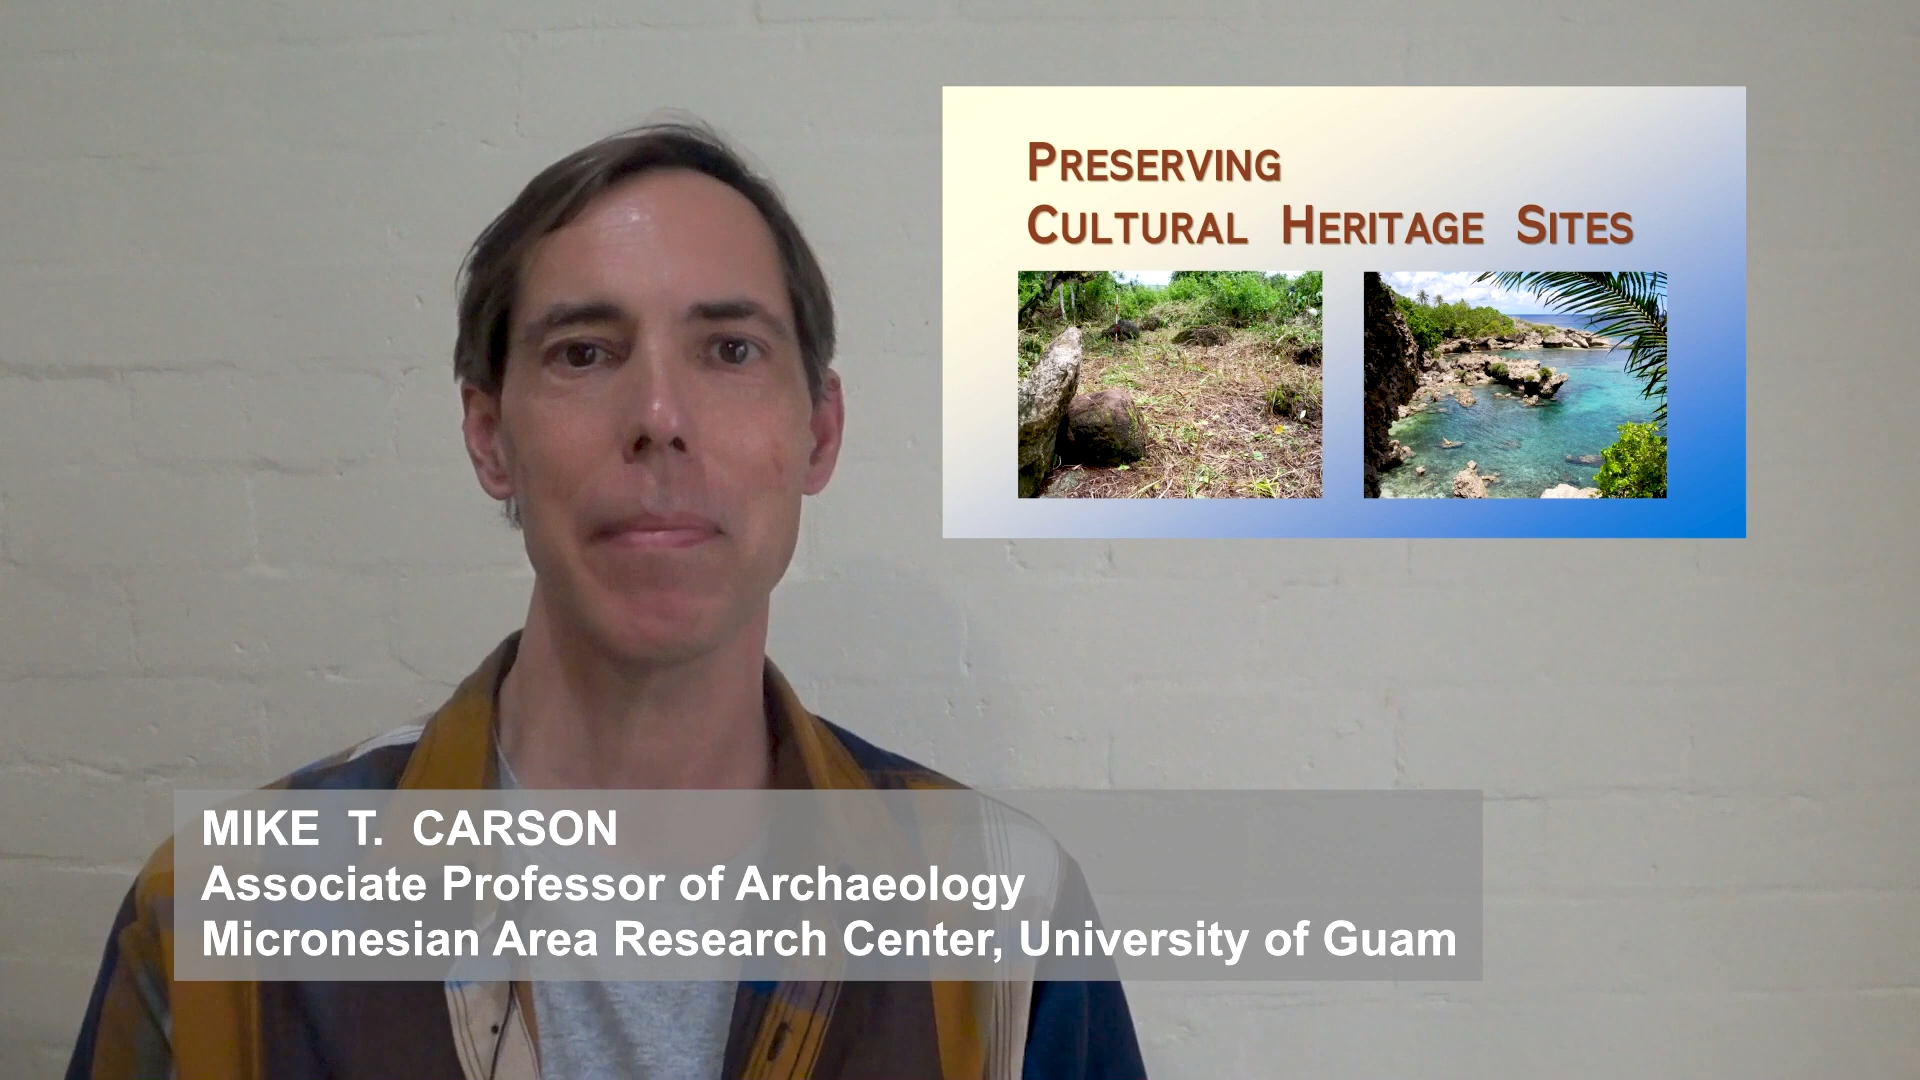 PRESERVING
CULTURAL HERITAGE SITES
MIKE T. CARSON
Associate Professor of Archaeology
Micronesian Area Research Center, University of Guam